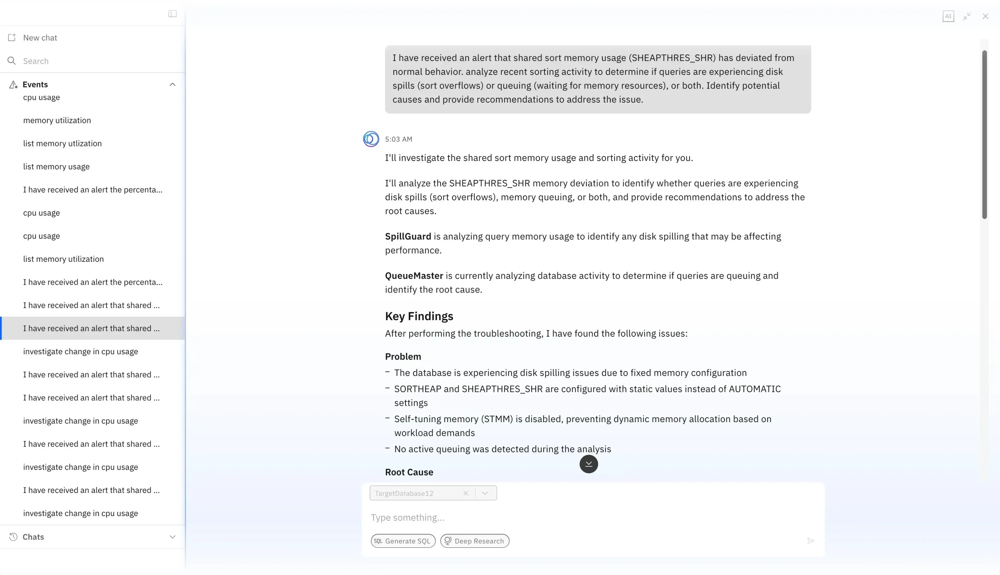 New chat
Search
Events
cpu usage
memory utilization
list memory utlization
list memory usage
I have received an alert the percenta...
cpu usage
cpu usage
list memory utilization
I have received an alert the percenta...
I have received an alert that shared ...
I have received an alert that shared ...
investigate change in cpu usage
I have received an alert that shared ...
I have received an alert that shared ...
investigate change in cpu usage
I have received an alert that shared ...
investigate change in cpu usage
I have received an alert that shared ...
investigate change in cpu usage
Chats
AI
I have received an alert that shared sort memory usage (SHEAPTHRES_SHR) has deviated from
normal behavior. analyze recent sorting activity to determine if queries are experiencing disk
spills (sort overflows) or queuing (waiting for memory resources), or both. Identify potential
causes and provide recommendations to address the issue.
5:03 AM
I'll investigate the shared sort memory usage and sorting activity for you.
I'll analyze the SHEAPTHRES_SHR memory deviation to identify whether queries are experiencing
disk spills (sort overflows), memory queuing, or both, and provide recommendations to address the
root causes.
SpillGuard is analyzing query memory usage to identify any disk spilling that may be affecting
performance.
QueueMaster is currently analyzing database activity to determine if queries are queuing and
identify the root cause.
Key Findings
After performing the troubleshooting, I have found the following issues:
Problem
– The database is experiencing disk spilling issues due to fixed memory configuration
– SORTHEAP and SHEAPTHRES_SHR are configured with static values instead of AUTOMATIC
settings
– Self-tuning memory (STMM) is disabled, preventing dynamic memory allocation based on
workload demands
– No active queuing was detected during the analysis
Root Cause
TargetDatabase12
Type something...
SQL Generate SQL
Deep Research